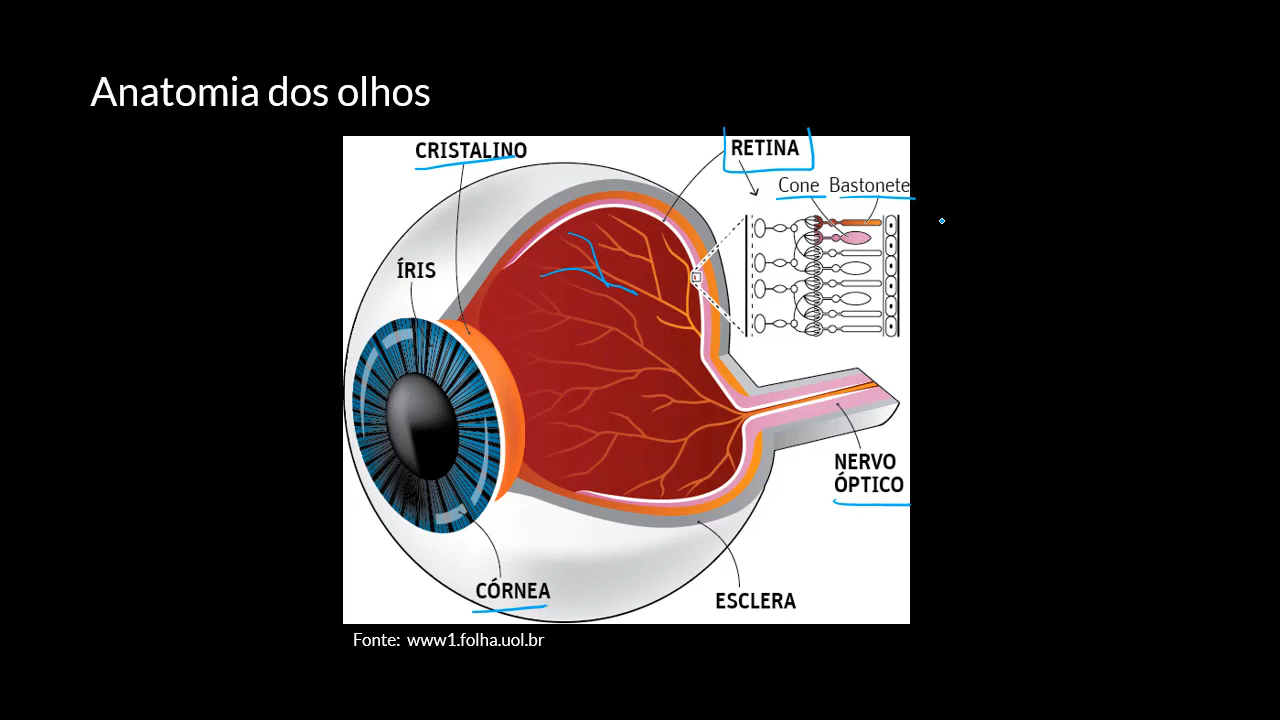 Anatomia dos olhos
CRISTALINO
RETINA
Cone Bastonete
ÍRIS
NERVO
ÓPTICO
CÓRNEA
ESCLERA
Fonte: www1.folha.uol.br